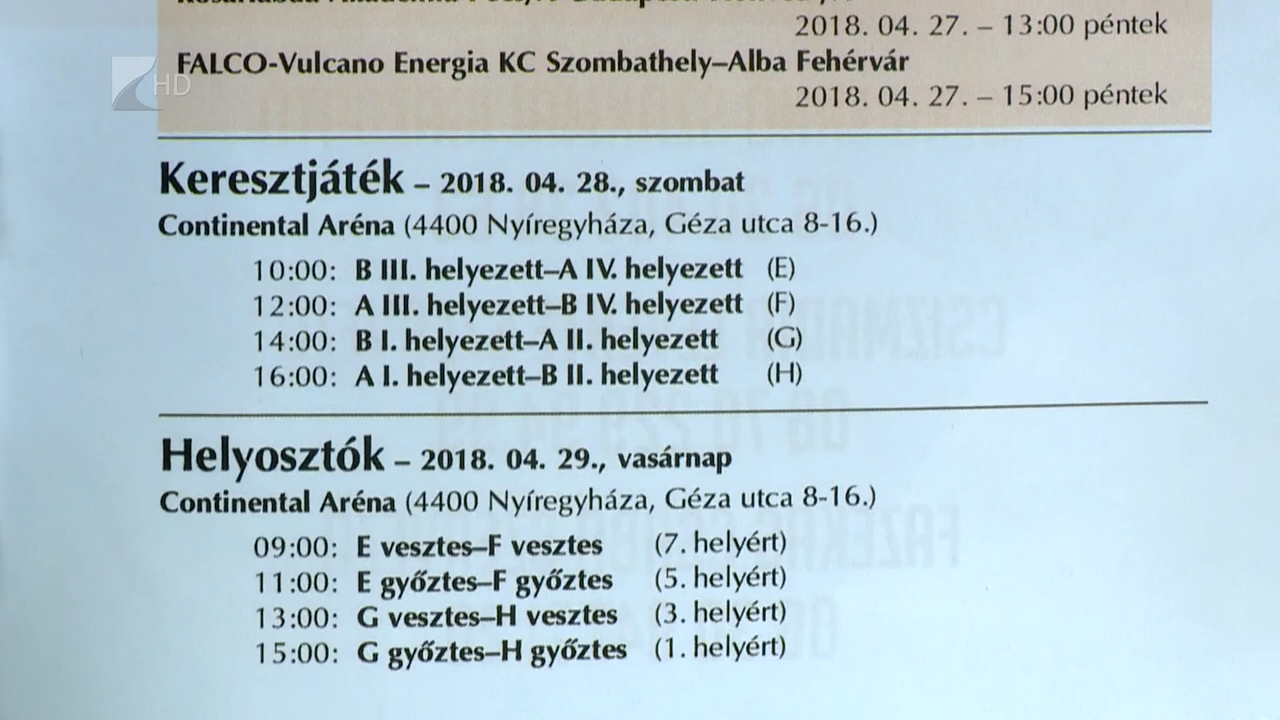 2018. 04. 27. – 13:00 péntek
FALCO-Vulcano Energia KC Szombathely–Alba Fehérvár
2018. 04. 27. – 15:00 péntek
HD
Keresztjáték – 2018. 04. 28., szombat
Continental Aréna (4400 Nyíregyháza, Géza utca 8-16.)
10:00: B III. helyezett–A IV. helyezett (E)
12:00: A III. helyezett–B IV. helyezett (F)
14:00: B I. helyezett–A II. helyezett (G)
16:00: A I. helyezett–B II. helyezett (H)
Helyosztók – 2018. 04. 29., vasárnap
Continental Aréna (4400 Nyíregyháza, Géza utca 8-16.)
09:00: E vesztes–F vesztes (7. helyért)
11:00: E győztes–F győztes (5. helyért)
13:00: G vesztes–H vesztes (3. helyért)
15:00: G győztes–H győztes (1. helyért)